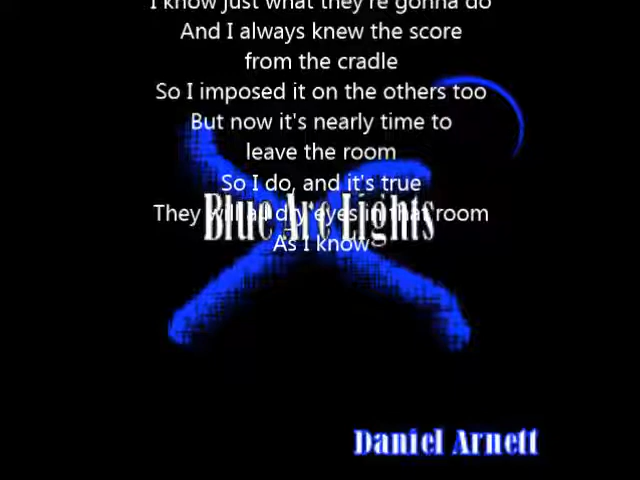 I know just what they're gonna do
And I always knew the score
from the cradle
So I imposed it on the others too
But now it's nearly time to
leave the room
So I do, and it's true
They will all dry eyes in that room
Blue Arc Lights
As I know
Daniel Arnett